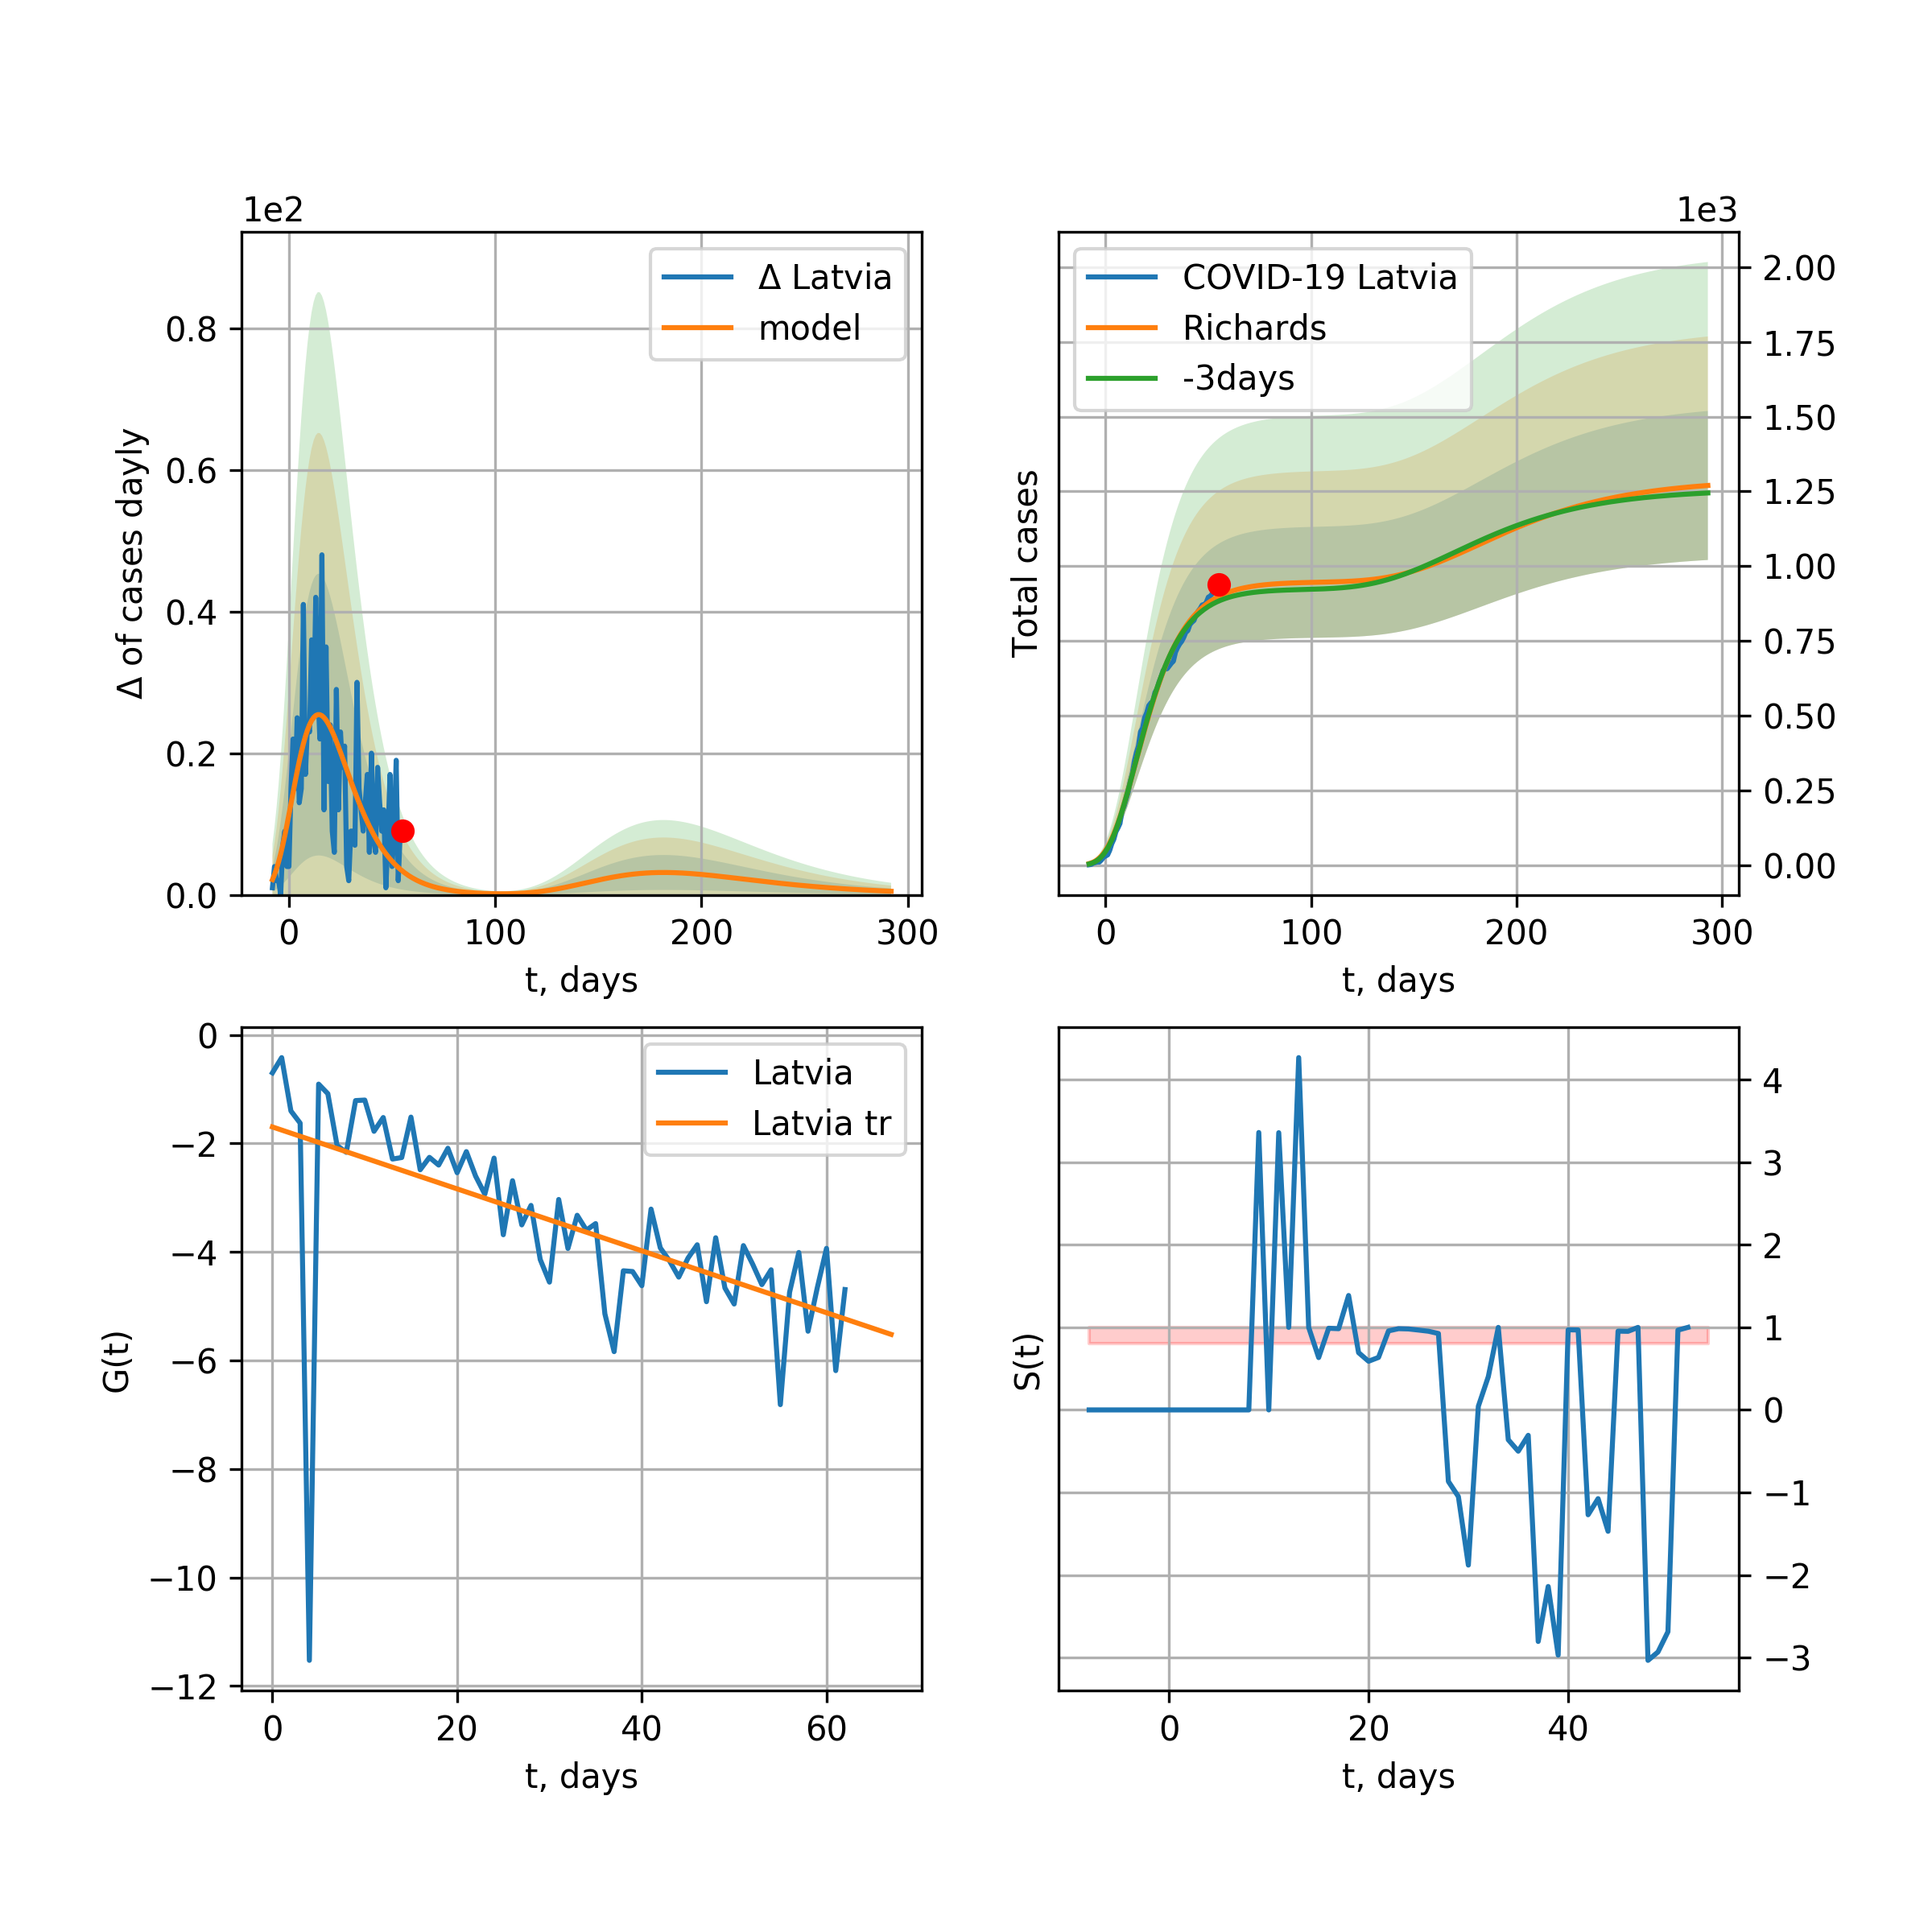 1e2
Δ Latvia
model
0.8
0.6
0.4
0.2
0.0
Δ of cases dayly
0 100 200 300
t, days
1e3
COVID-19 Latvia
Richards
-3days
2.00
1.75
1.50
1.25
1.00
0.75
0.50
0.25
0.00
Total cases
0 100 200 300
t, days
Latvia
Latvia tr
0
−2
−4
−6
−8
−10
−12
G(t)
0 20 40 60
t, days
4
3
2
1
0
−1
−2
−3
S(t)
0 20 40
t, days